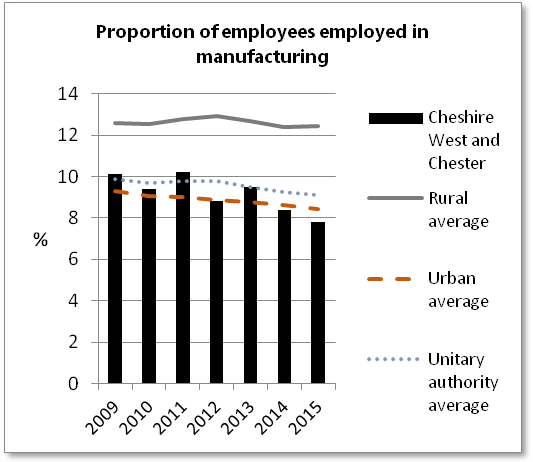 Proportion of employees employed in
manufacturing
14
12
10
8
6
4
2
0
%
2009
2010
2011
2012
2013
2014
2015
Cheshire
West and
Chester
Rural
average
Urban
average
Unitary
authority
average